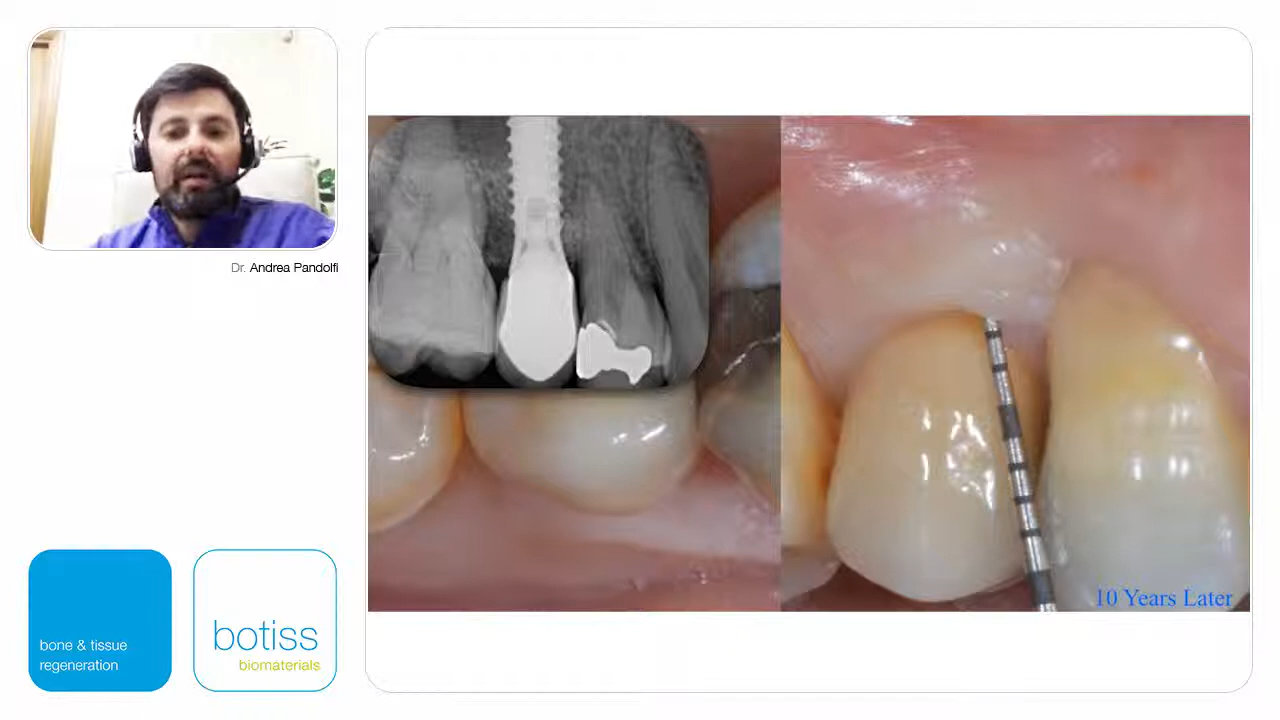 Dr. Andrea Pandolfi
bone & tissue
regeneration
botiss
biomaterials
10 Years Later